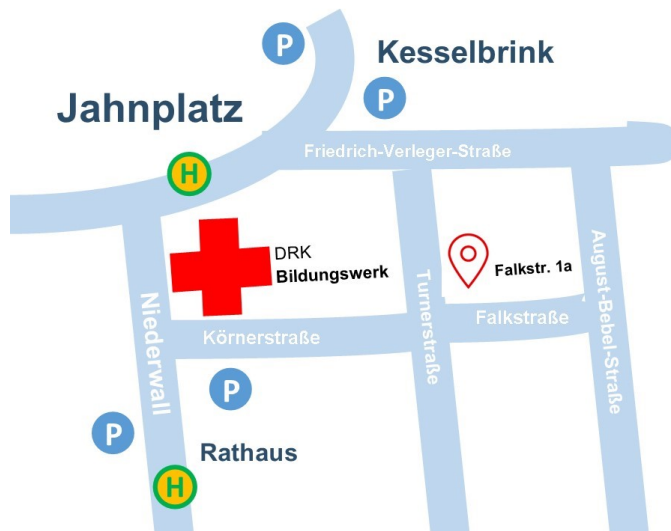 P
Kesselbrink
P
Jahnplatz
Friedrich-Verleger-Straße
H
DRK
Bildungswerk
Falkstr. 1a
Niederwall
Turnerstraße
August-Bebel-Straße
Körnerstraße
Falkstraße
P
P
Rathaus
H